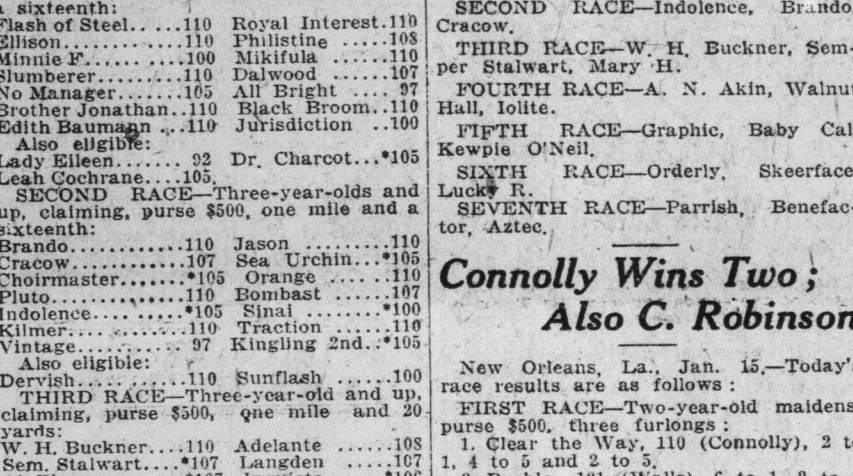 a sixteenth:
Flash of Steel.. ...110 Royal Interest.110
Ellison...........110 Philistine .....108
Minnie F.......100 Mikifula .....110
Slumberer..........110 Dalwood ......107
No Manager........105 All Bright .... 97
Brother Jonathan..110 Black Broom..110
Edith Baumann ...110 Jurisdiction ..100
Also eligible:
Lady Eileen....... 92 Dr. Charcot...*105
Leah Cochrane....105.
SECOND RACE—Three-year-olds and
up, claiming, purse $500, one mile and a
sixteenth:
Brando............110 Jason .........110
Cracow............107 Sea Urchin...*105
Choirmaster.......*105 Orange .......110
Pluto.............110 Bombast ......107
Indolence.........*105 Sinai ........*100
Kilmer............110 Traction ......110
Vintage........... 97 Kingling 2nd..*105
Also eligible:
Dervish...........110 Sunflash ......100
THIRD RACE—Three-year-old and up,
claiming, purse $500, one mile and 20
yards:
W. H. Buckner....110 Adelante ......108
Sem. Stalwart....*107 Langden ......107
SECOND RACE—Indolence, Brando,
Cracow.
THIRD RACE—W. H. Buckner, Sem-
per Stalwart, Mary H.
FOURTH RACE—A. N. Akin, Walnut
Hall, Iolite.
FIFTH RACE—Graphic, Baby Cal,
Kewpie O'Neil.
SIXTH RACE—Orderly, Skeerface,
Lucky R.
SEVENTH RACE—Parrish, Benefac-
tor, Aztec.
Connolly Wins Two;
Also C. Robinson
New Orleans, La., Jan. 15.—Today's
race results are as follows:
FIRST RACE—Two-year-old maidens,
purse $500, three furlongs:
1. Clear the Way, 110 (Connolly), 2 to
1, 4 to 5 and 2 to 5.